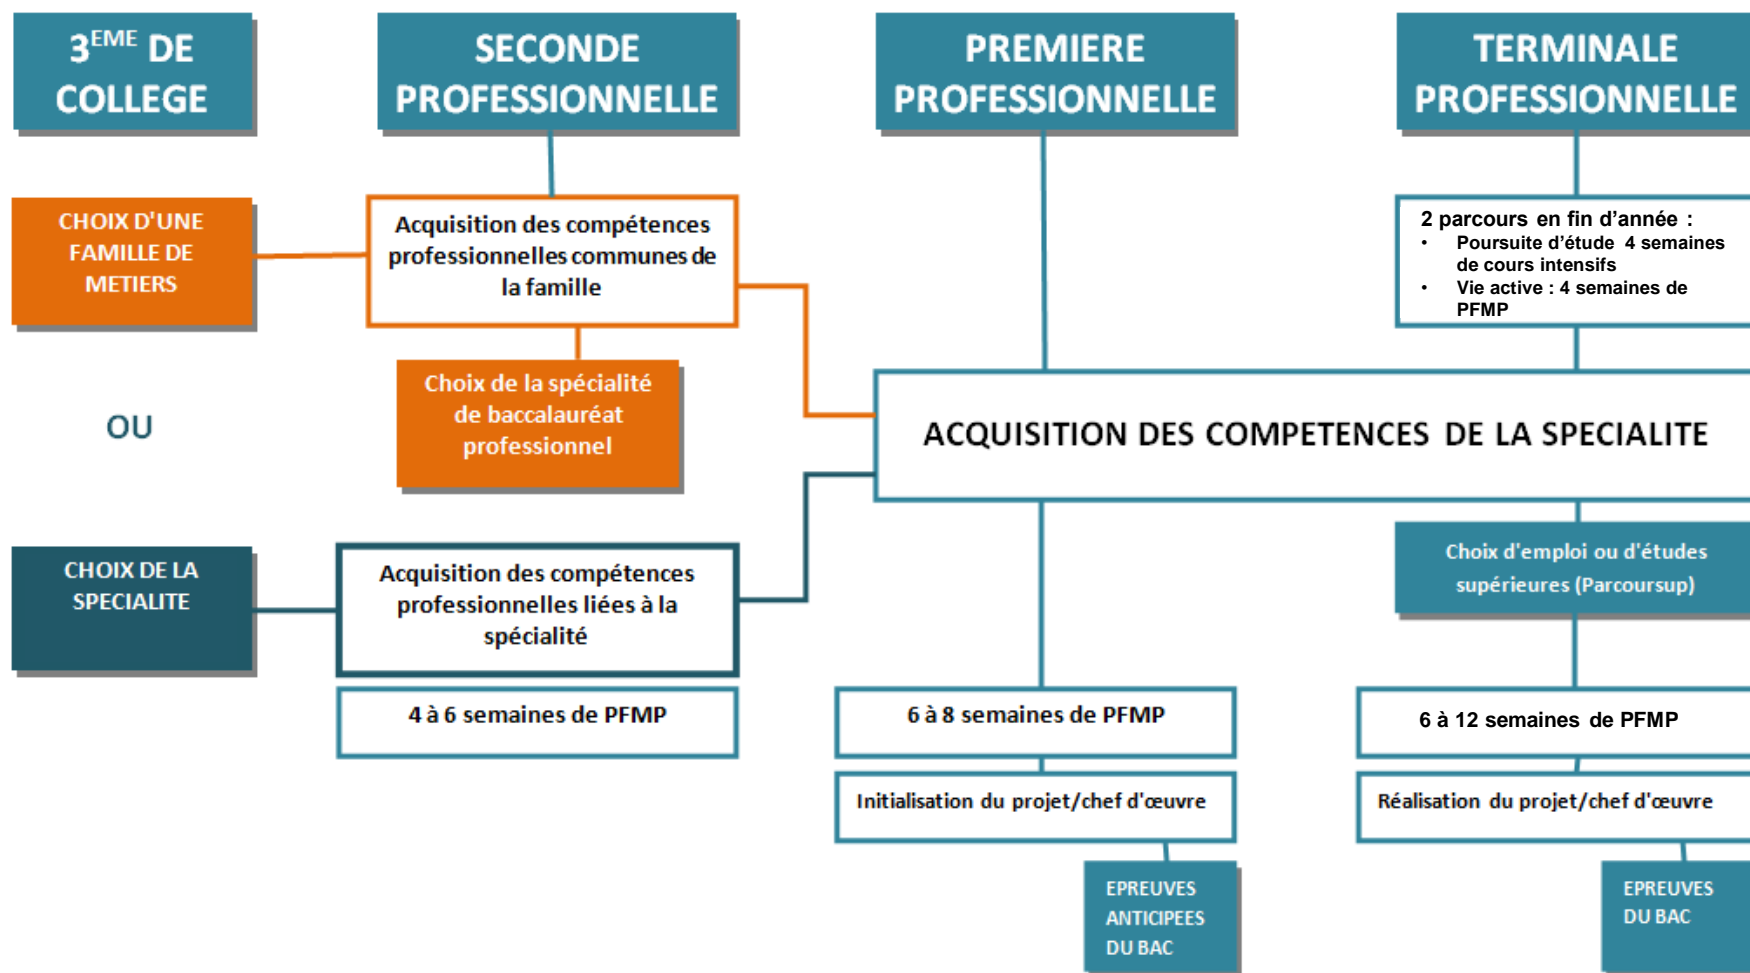 3EME DE
COLLEGE
SECONDE
PROFESSIONNELLE
PREMIERE
PROFESSIONNELLE
TERMINALE
PROFESSIONNELLE
CHOIX D'UNE
FAMILLE DE
METIERS
Acquisition des compétences
professionnelles communes de
la famille
2 parcours en fin d’année :
• Poursuite d’étude 4 semaines
de cours intensifs
• Vie active : 4 semaines de
PFMP
Choix de la spécialité
de baccalauréat
professionnel
OU
ACQUISITION DES COMPETENCES DE LA SPECIALITE
CHOIX DE LA
SPECIALITE
Acquisition des compétences
professionnelles liées à la
spécialité
Choix d'emploi ou d'études
supérieures (Parcoursup)
4 à 6 semaines de PFMP
6 à 8 semaines de PFMP
6 à 12 semaines de PFMP
Initialisation du projet/chef d'œuvre
Réalisation du projet/chef d'œuvre
EPREUVES
ANTICIPEES
DU BAC
EPREUVES
DU BAC